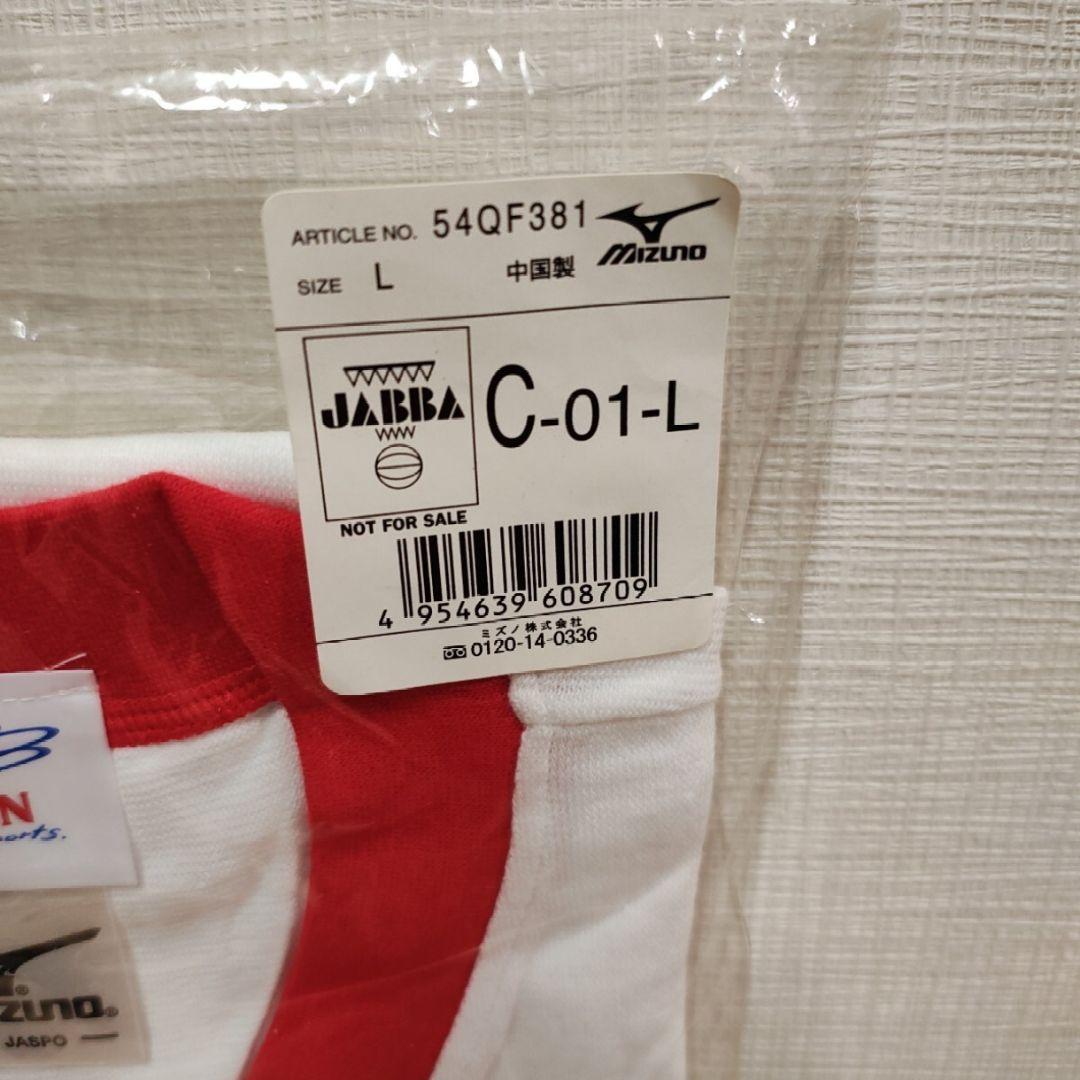 ARTICLE NO. 54QF381
MIZUNO
SIZE L 中国製
JABBA
C-01-L
NOT FOR SALE
4 954639 608709
ミズノ株式会社
0120-14-0336
JASPO